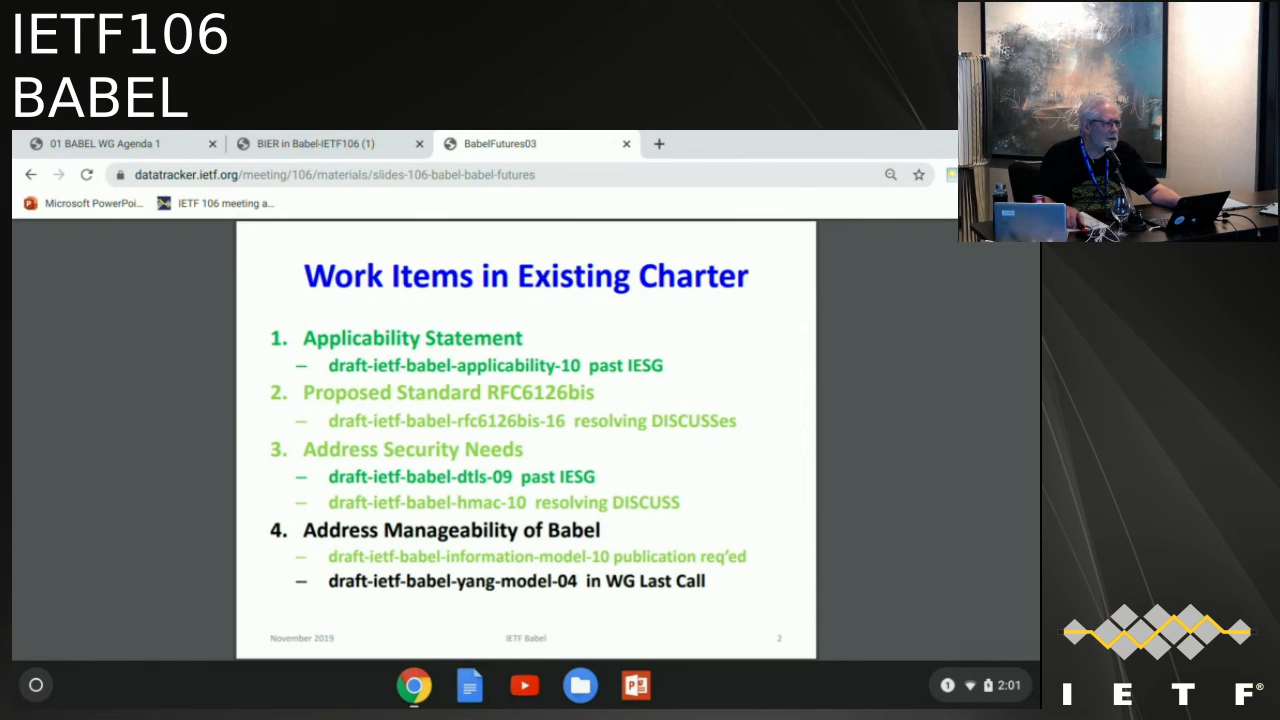 IETF106
BABEL
01 BABEL WG Agenda 1
BIER in Babel-IETF106 (1)
BabelFutures03
datatracker.ietf.org/meeting/106/materials/slides-106-babel-babel-futures
Microsoft PowerPoi...
IETF 106 meeting a...
Work Items in Existing Charter
1. Applicability Statement
– draft-ietf-babel-applicability-10 past IESG
2. Proposed Standard RFC6126bis
– draft-ietf-babel-rfc6126bis-16 resolving DISCUSSes
3. Address Security Needs
– draft-ietf-babel-dtls-09 past IESG
– draft-ietf-babel-hmac-10 resolving DISCUSS
4. Address Manageability of Babel
– draft-ietf-babel-information-model-10 publication req’ed
– draft-ietf-babel-yang-model-04 in WG Last Call
November 2019 IETF Babel 2
1 2:01
I E T F®